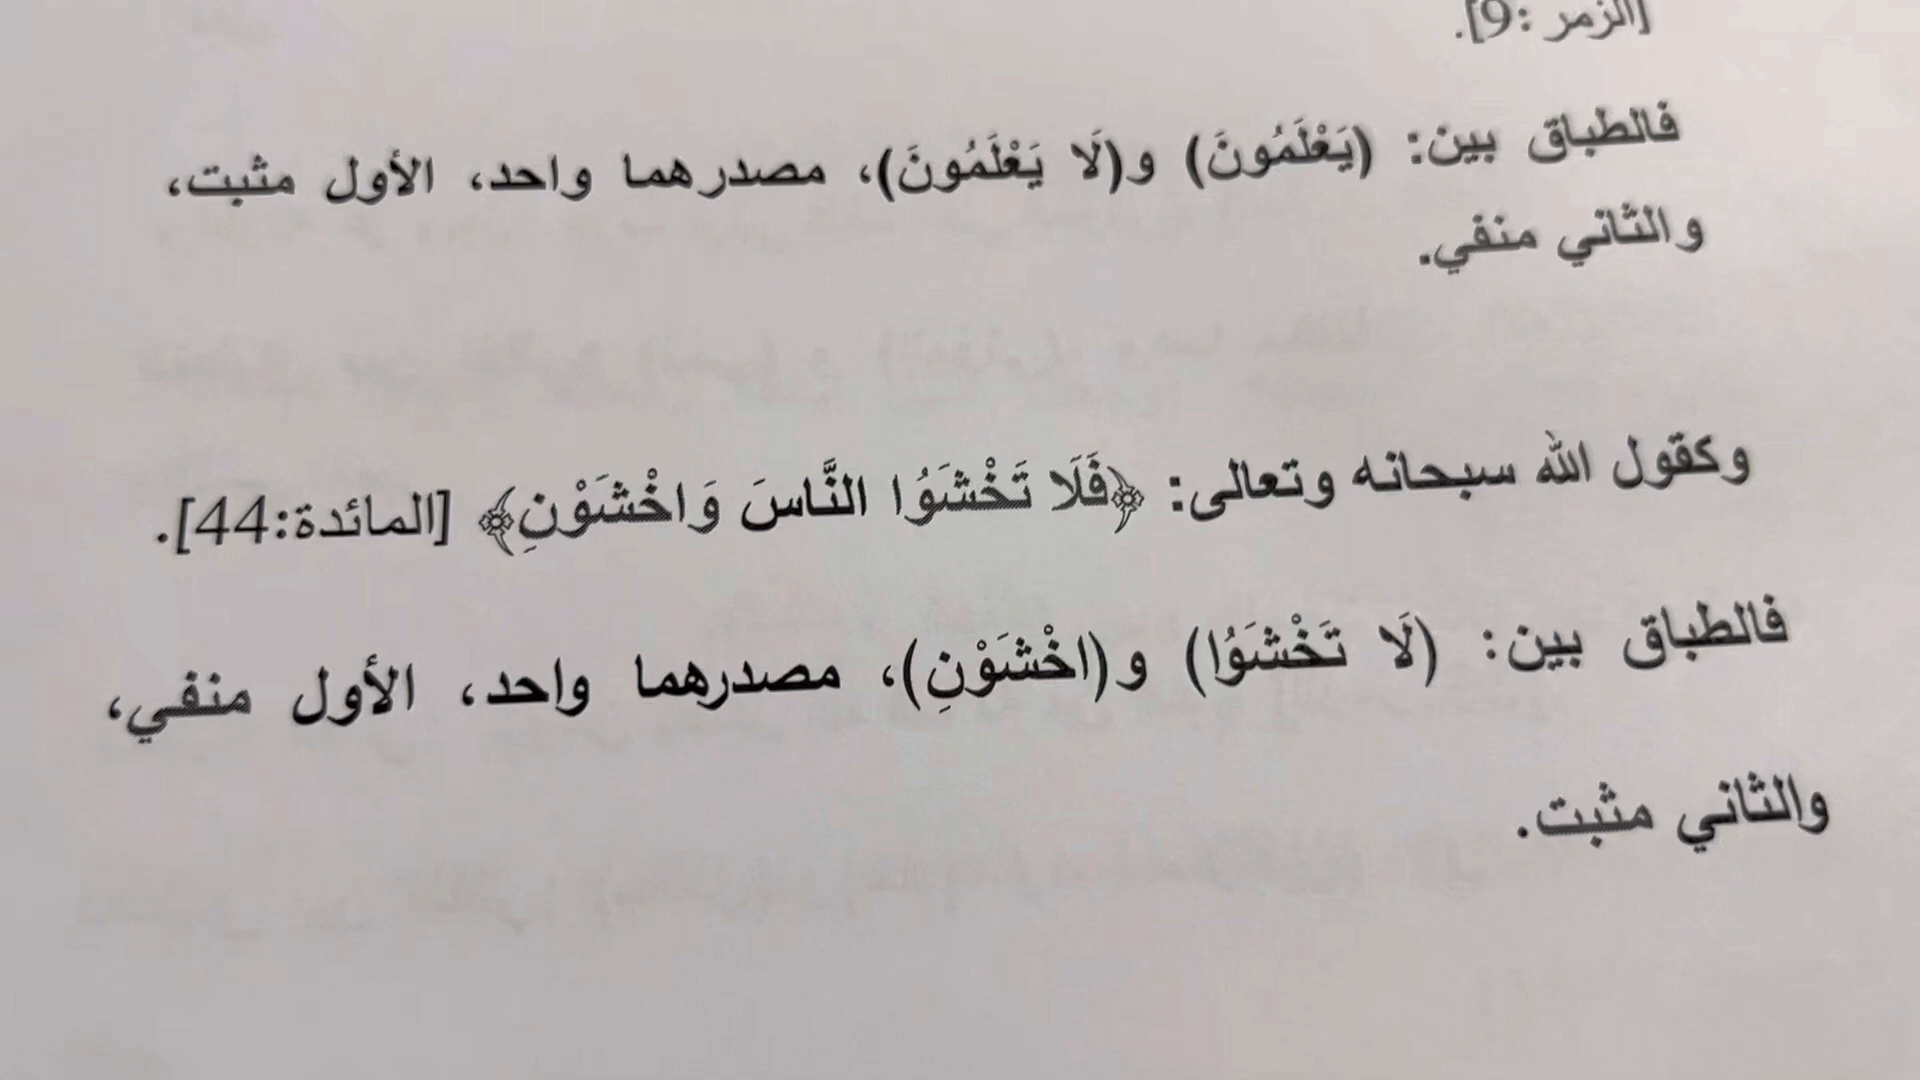 [الزمر :9].
فالطباق بين: (يَعْلَمُونَ) و(لَا يَعْلَمُونَ)، مصدرهما واحد، الأول مثبت،
والثاني منفي.
وكقول الله سبحانه وتعالى: ﴿فَلَا تَخْشَوُا النَّاسَ وَاخْشَوْنِ﴾ [المائدة:44].
فالطباق بين: (لَا تَخْشَوُا) و(اخْشَوْنِ)، مصدرهما واحد، الأول منفي،
والثاني مثبت.